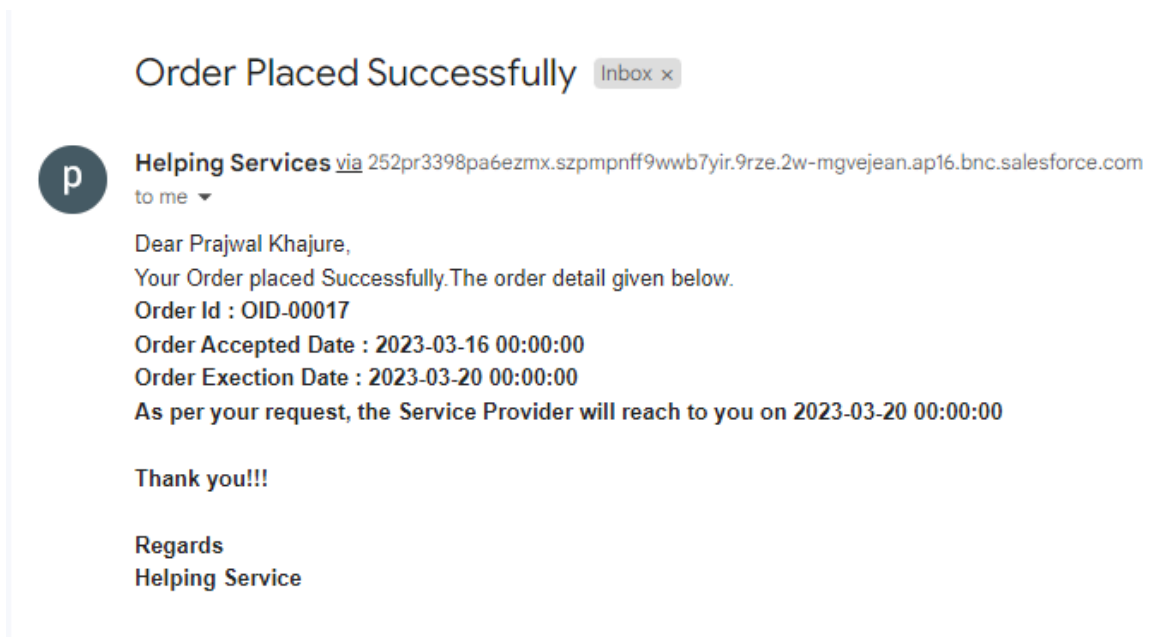 Order Placed Successfully Inbox ×
p
Helping Services via 252pr3398pa6ezmx.szpmpnff9wwb7yir.9rze.2w-mgvejean.ap16.bnc.salesforce.com
to me
Dear Prajwal Khajure,
Your Order placed Successfully.The order detail given below.
Order Id : OID-00017
Order Accepted Date : 2023-03-16 00:00:00
Order Exection Date : 2023-03-20 00:00:00
As per your request, the Service Provider will reach to you on 2023-03-20 00:00:00
Thank you!!!
Regards
Helping Service